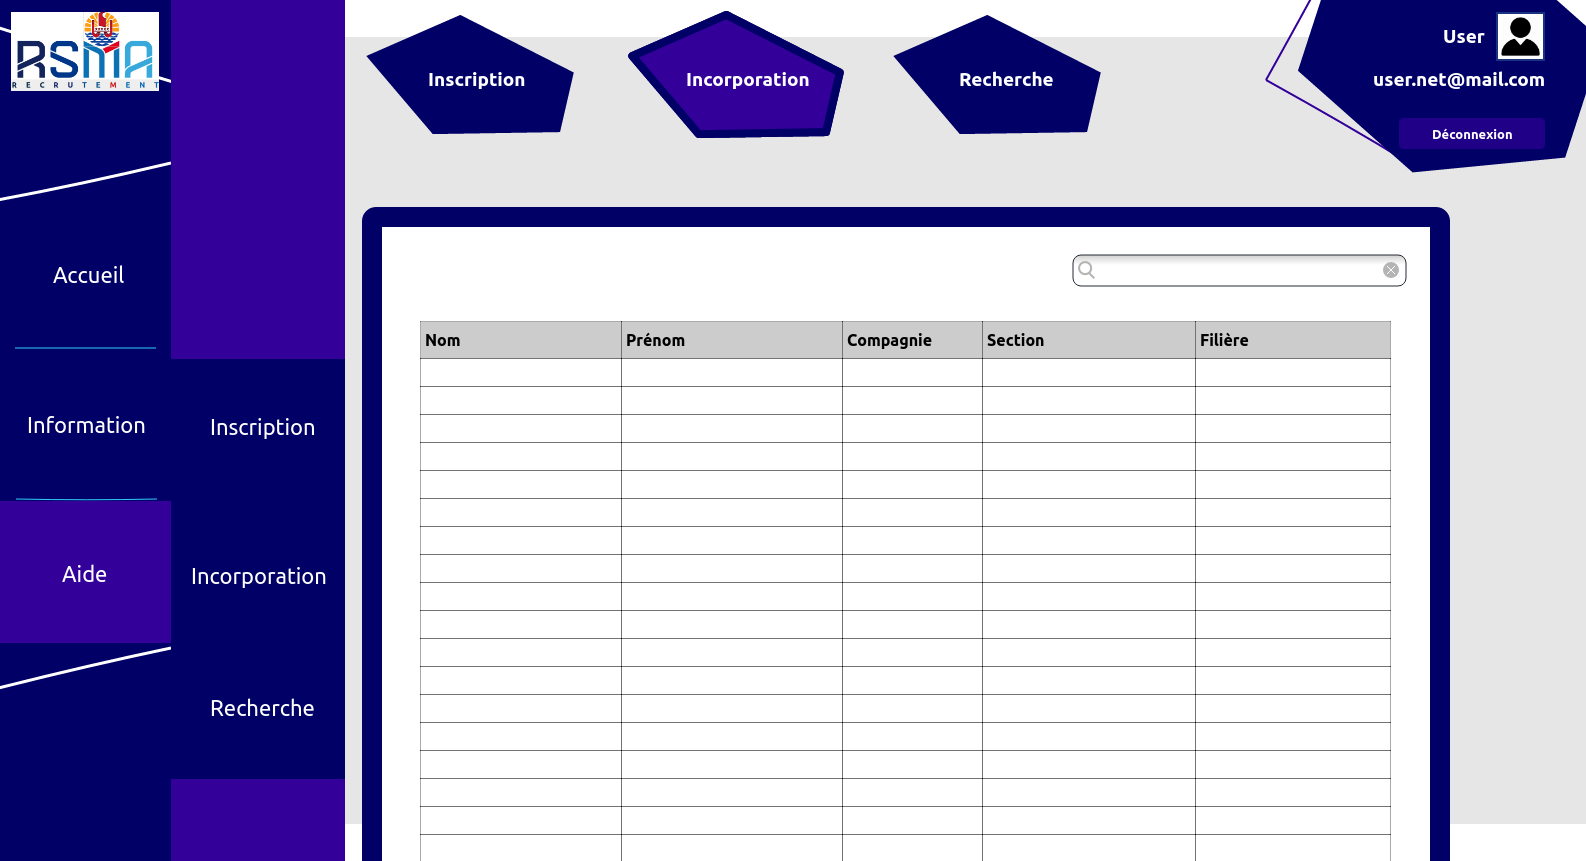 RSMA
RECRUTEMENT
Inscription
Incorporation
Recherche
User
user.net@mail.com
Déconnexion
Accueil
Information
Aide
Inscription
Incorporation
Recherche
Nom Prénom Compagnie Section Filière